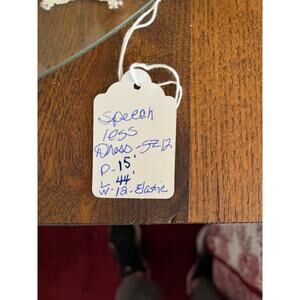 Speech
less
Dress - SZ 12
P - 15"
L - 44"
W - 12 - Elastic